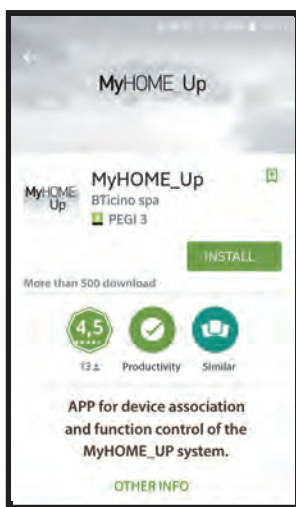 MyHOME_Up
MyHOME_Up
MyHOME
Up
BTicino spa
PEGI 3
INSTALL
More than 500 download
4,5
13
Productivity
Similar
APP for device association
and function control of the
MyHOME_UP system.
OTHER INFO